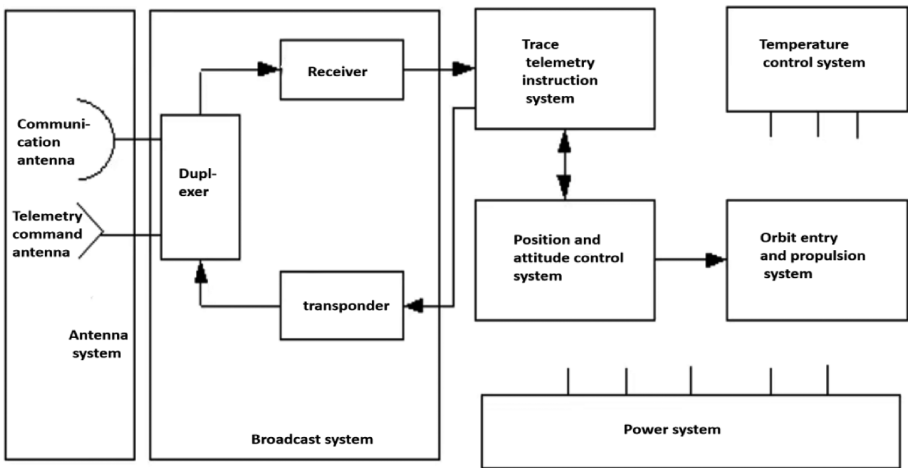 Communi-
cation
antenna
Telemetry
command
antenna
Antenna
system
Dupl-
exer
Receiver
transponder
Broadcast system
Trace
telemetry
instruction
system
Position and
attitude control
system
Temperature
control system
Orbit entry
and propulsion
system
Power system